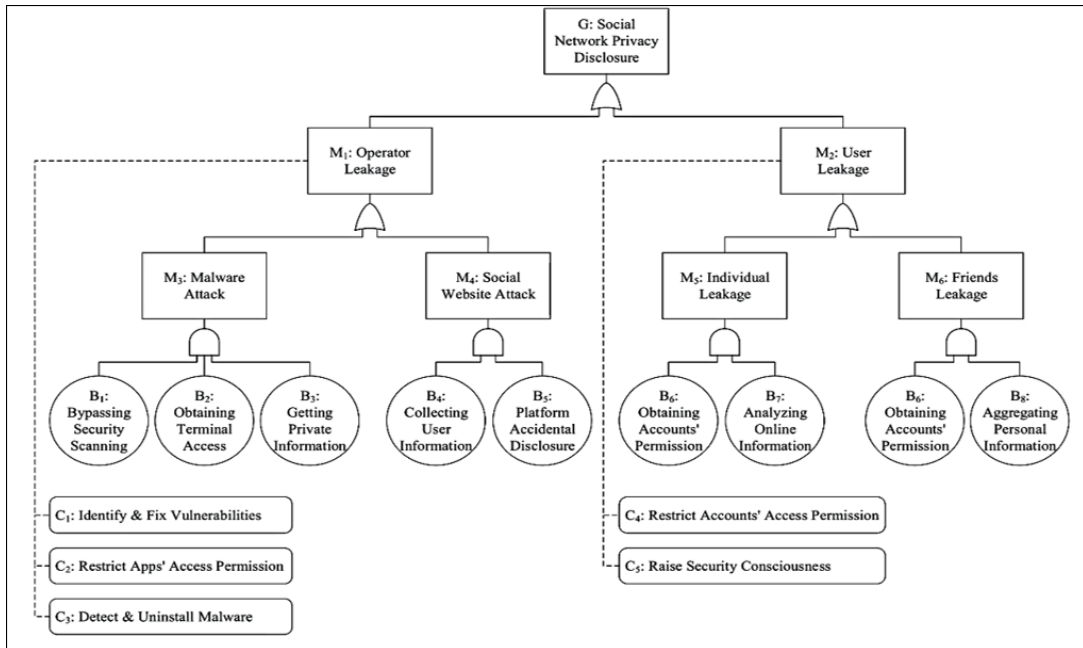 G: Social
Network Privacy
Disclosure
M₁: Operator
Leakage
M₂: User
Leakage
M₃: Malware
Attack
M₄: Social
Website Attack
M₅: Individual
Leakage
M₆: Friends
Leakage
B₁:
Bypassing
Security
Scanning
B₂:
Obtaining
Terminal
Access
B₃:
Getting
Private
Information
B₄:
Collecting
User
Information
B₅:
Platform
Accidental
Disclosure
B₆:
Obtaining
Accounts'
Permission
B₇:
Analyzing
Online
Information
B₆:
Obtaining
Accounts'
Permission
B₈:
Aggregating
Personal
Information
C₁: Identify & Fix Vulnerabilities
C₂: Restrict Apps' Access Permission
C₃: Detect & Uninstall Malware
C₄: Restrict Accounts' Access Permission
C₅: Raise Security Consciousness